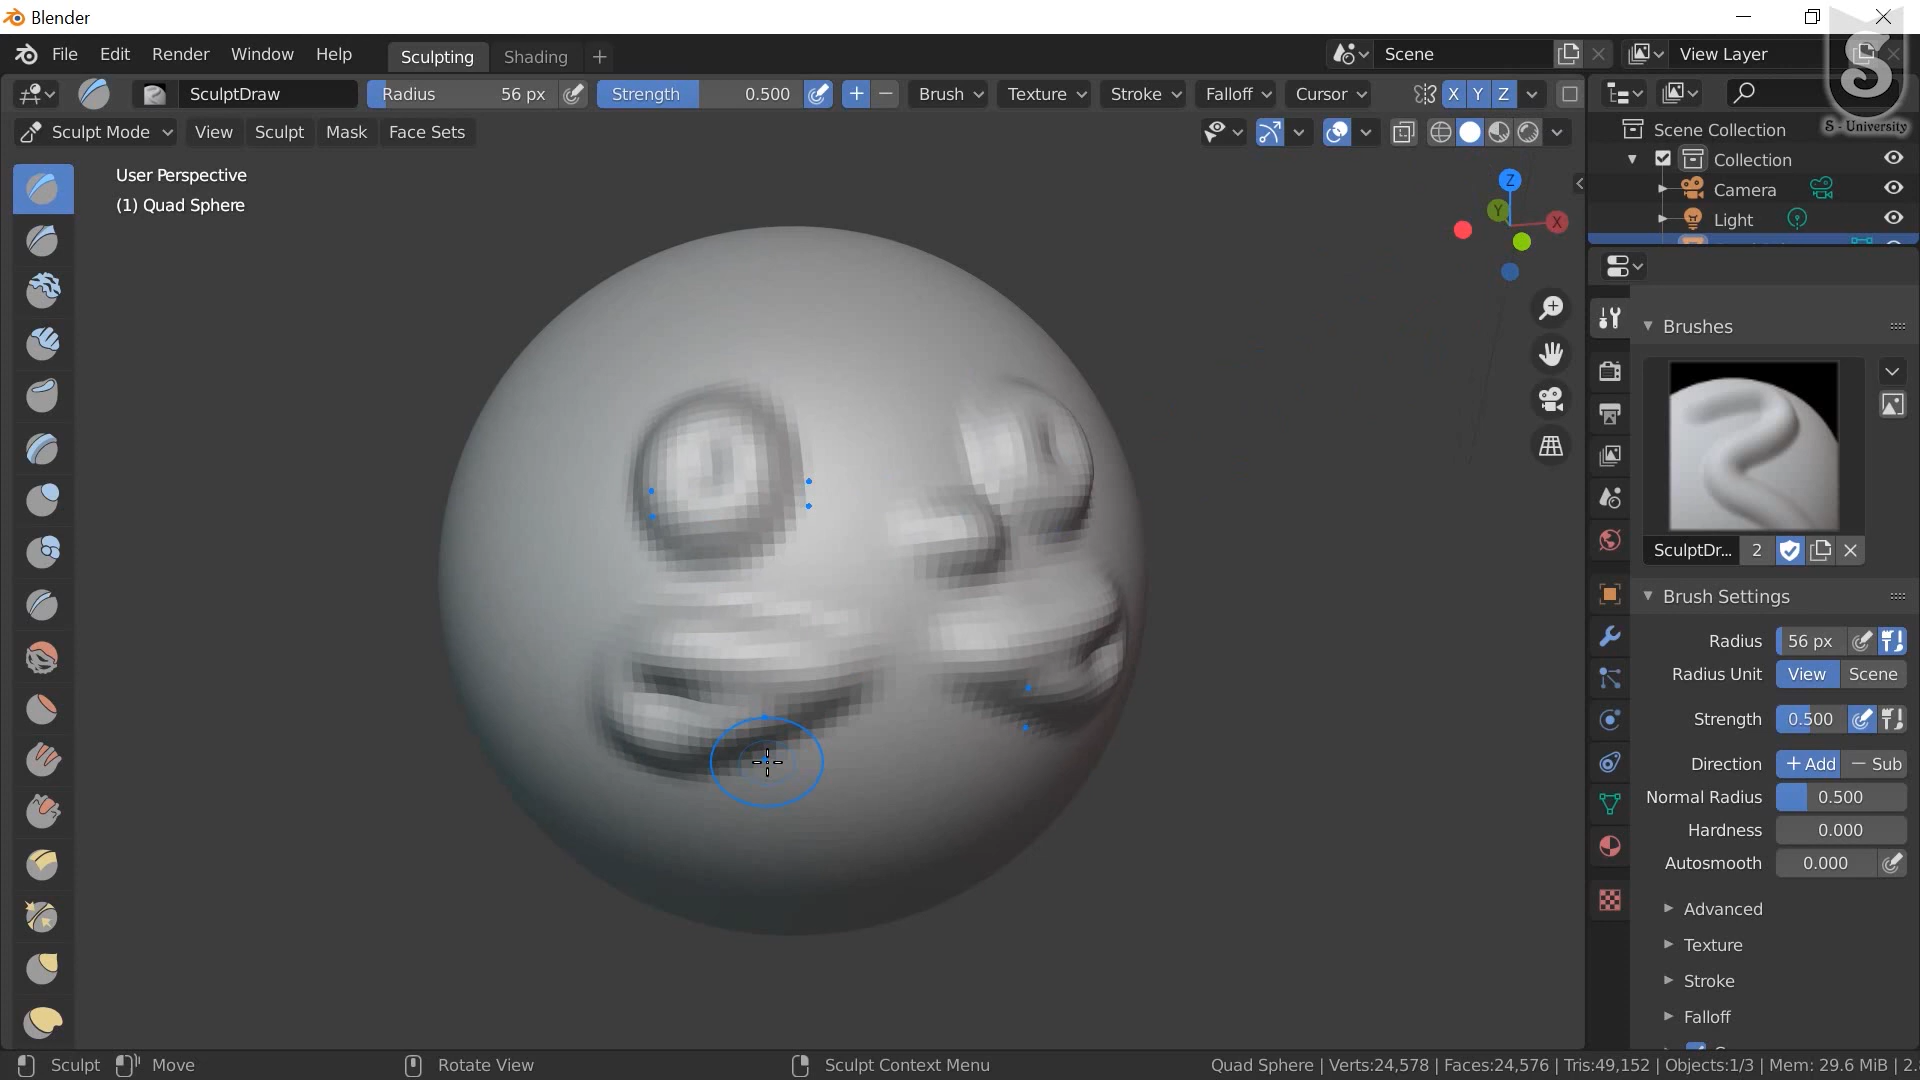 Blender
File Edit Render Window Help Sculpting Shading Scene View Layer
SculptDraw Radius 56 px Strength 0.500 Brush Texture Stroke Falloff Cursor X Y Z
S
S - University
Sculpt Mode View Sculpt Mask Face Sets
User Perspective
(1) Quad Sphere
Z
Y
X
Scene Collection
Collection
Camera
Light
Brushes
SculptDr... 2
Brush Settings
Radius 56 px
Radius Unit View Scene
Strength 0.500
Direction + Add − Sub
Normal Radius 0.500
Hardness 0.000
Autosmooth 0.000
Advanced
Texture
Stroke
Falloff
Sculpt Move Rotate View Sculpt Context Menu Quad Sphere | Verts:24,578 | Faces:24,576 | Tris:49,152 | Objects:1/3 | Mem: 29.6 MiB | 2.